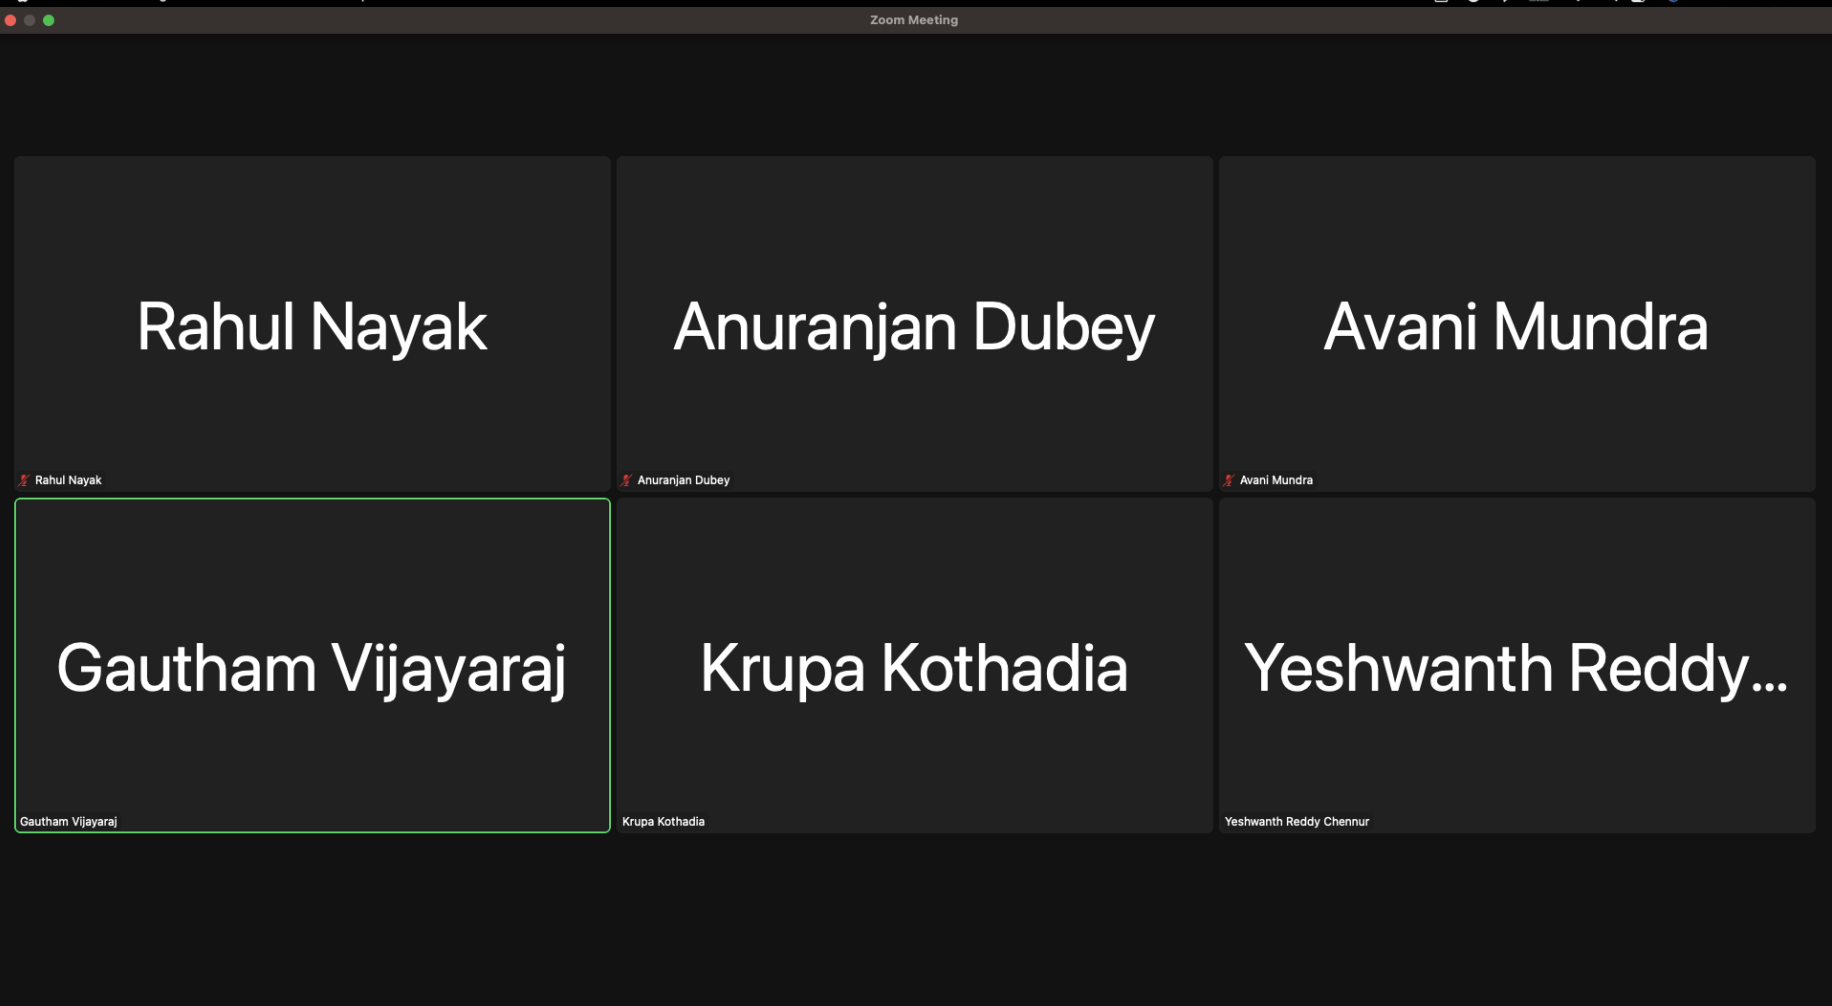 Zoom Meeting
Rahul Nayak
Anuranjan Dubey
Avani Mundra
Rahul Nayak
Anuranjan Dubey
Avani Mundra
Gautham Vijayaraj
Krupa Kothadia
Yeshwanth Reddy...
Gautham Vijayaraj
Krupa Kothadia
Yeshwanth Reddy Chennur